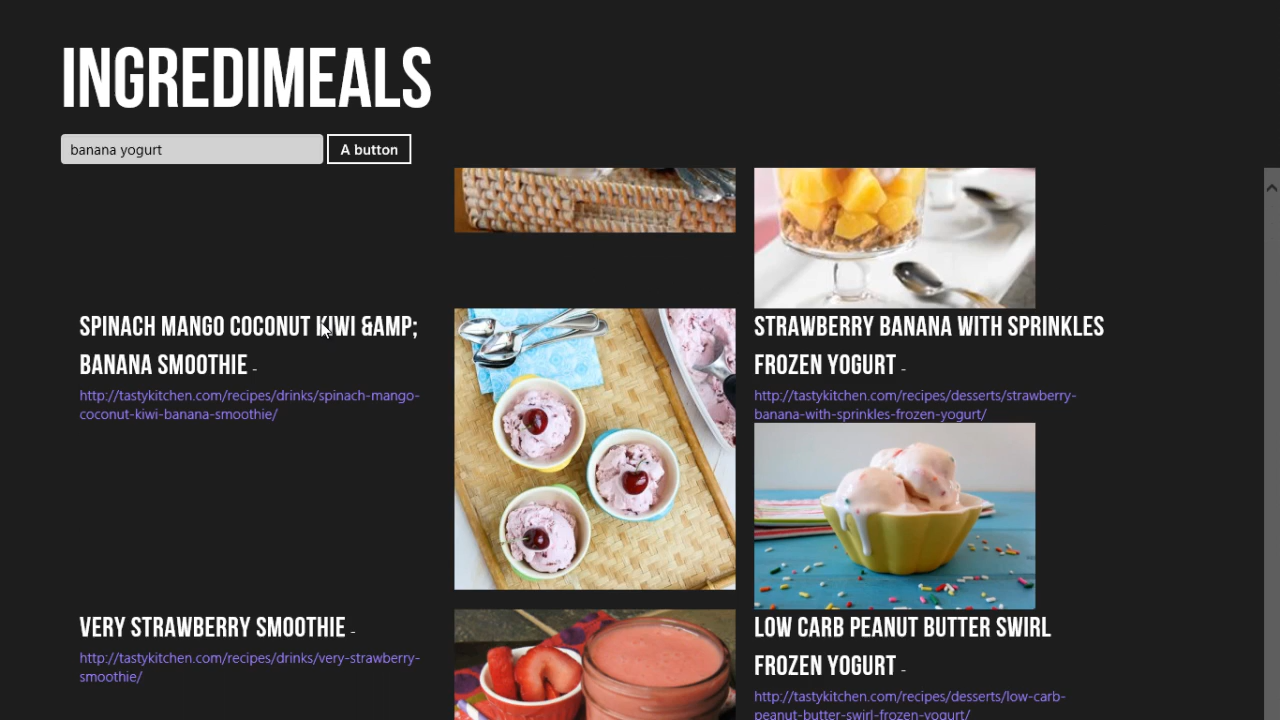 INGREDIMEALS
banana yogurt
A button
SPINACH MANGO COCONUT KIWI &AMP;
BANANA SMOOTHIE -
http://tastykitchen.com/recipes/drinks/spinach-mango-
coconut-kiwi-banana-smoothie/
STRAWBERRY BANANA WITH SPRINKLES
FROZEN YOGURT -
http://tastykitchen.com/recipes/desserts/strawberry-
banana-with-sprinkles-frozen-yogurt/
VERY STRAWBERRY SMOOTHIE -
http://tastykitchen.com/recipes/drinks/very-strawberry-
smoothie/
LOW CARB PEANUT BUTTER SWIRL
FROZEN YOGURT -
http://tastykitchen.com/recipes/desserts/low-carb-
peanut-butter-swirl-frozen-yogurt/